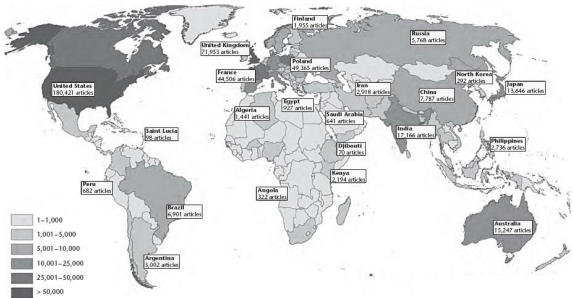 Finland
1,955 articles
Russia
5,768 articles
United Kingdom
71,953 articles
Poland
49,365 articles
France
44,506 articles
North Korea
292 articles
Iran
2,918 articles
Japan
13,646 articles
United States
180,421 articles
China
7,787 articles
Egypt
927 articles
Algeria
1,441 articles
Saudi Arabia
641 articles
India
17,166 articles
Saint Lucia
98 articles
Philippines
2,736 articles
Djibouti
70 articles
Kenya
2,194 articles
Peru
682 articles
Angola
322 articles
Brazil
6,901 articles
Australia
15,247 articles
Argentina
3,002 articles
1–1,000
1,001–5,000
5,001–10,000
10,001–25,000
25,001–50,000
> 50,000